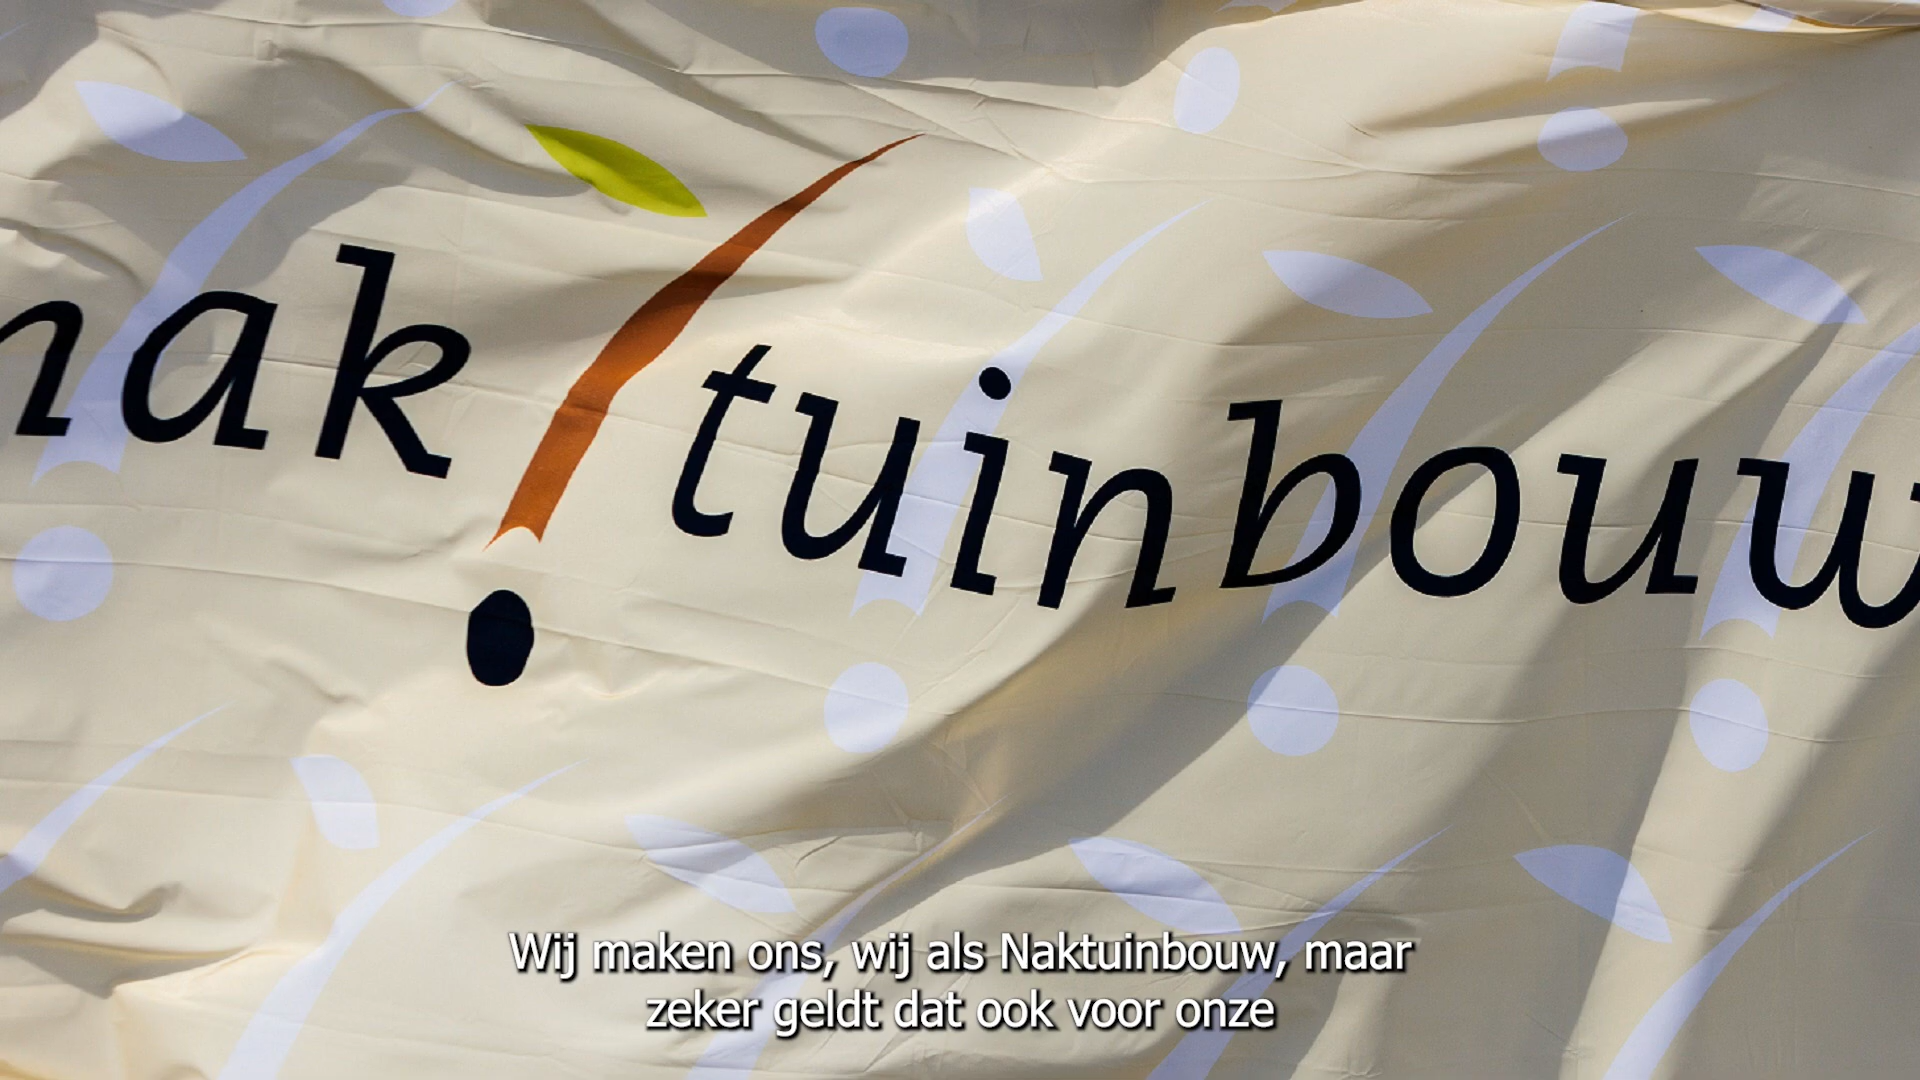 nak tuinbouw
Wij maken ons, wij als Naktuinbouw, maar
zeker geldt dat ook voor onze